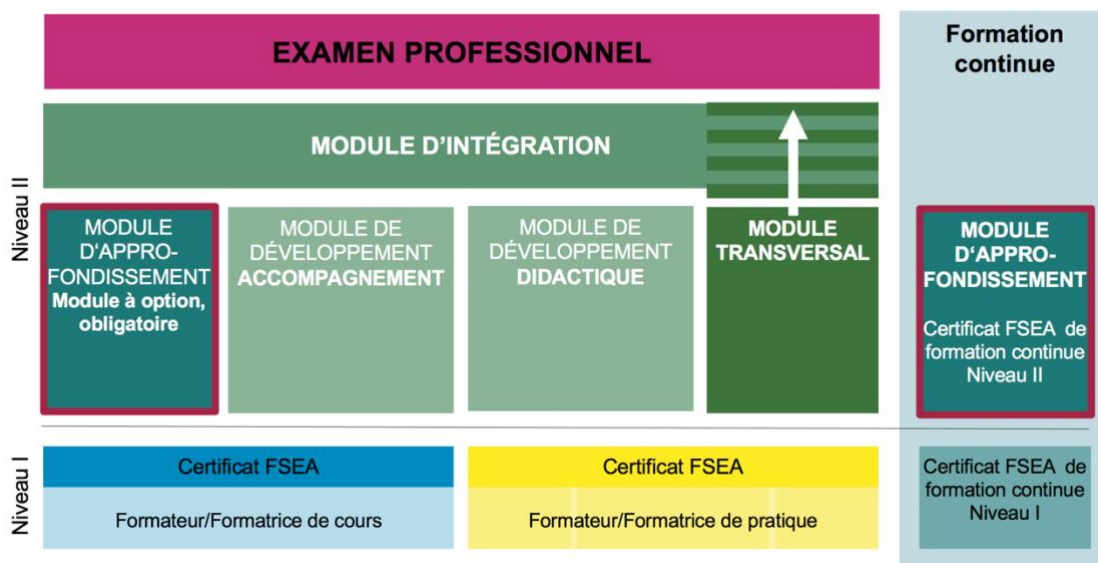 EXAMEN PROFESSIONNEL
Formation
continue
MODULE D'INTÉGRATION
Niveau II
MODULE
D'APPRO-
FONDISSEMENT
Module à option,
obligatoire
MODULE DE
DÉVELOPPEMENT
ACCOMPAGNEMENT
MODULE DE
DÉVELOPPEMENT
DIDACTIQUE
MODULE
TRANSVERSAL
MODULE
D'APPRO-
FONDISSEMENT
Certificat FSEA de
formation continue
Niveau II
Niveau I
Certificat FSEA
Formateur/Formatrice de cours
Certificat FSEA
Formateur/Formatrice de pratique
Certificat FSEA de
formation continue
Niveau I